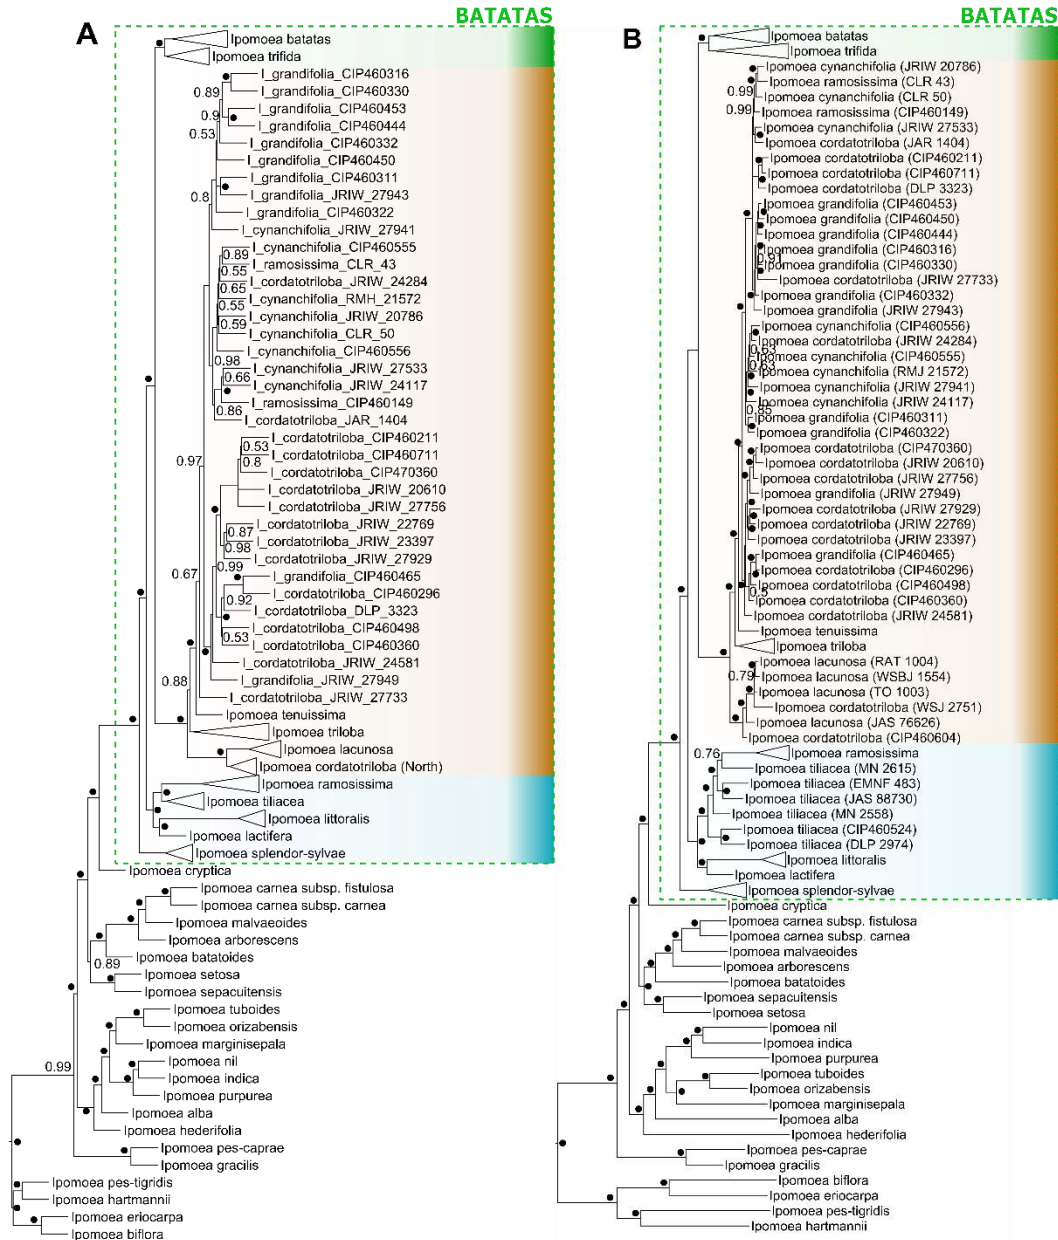 BATATAS
A
Ipomoea batatas
Ipomoea trifida
I_grandifolia_CIP460316
0.89
I_grandifolia_CIP460330
I_grandifolia_CIP460453
0.9
I_grandifolia_CIP460444
0.53
I_grandifolia_CIP460332
I_grandifolia_CIP460450
I_grandifolia_CIP460311
0.8
I_grandifolia_JRIW_27943
I_grandifolia_CIP460322
I_cynanchifolia_JRIW_27941
I_cynanchifolia_CIP460555
0.89
I_ramosissima_CLR_43
0.55
I_cordatotriloba_JRIW_24284
0.65
I_cynanchifolia_RMH_21572
0.55
I_cynanchifolia_JRIW_20786
0.59
I_cynanchifolia_CLR_50
I_cynanchifolia_CIP460556
0.98
I_cynanchifolia_JRIW_27533
0.66
I_cynanchifolia_JRIW_24117
I_ramosissima_CIP460149
0.86
I_cordatotriloba_JAR_1404
I_cordatotriloba_CIP460211
0.53
I_cordatotriloba_CIP460711
0.97
0.8
I_cordatotriloba_CIP470360
I_cordatotriloba_JRIW_20610
I_cordatotriloba_JRIW_27756
I_cordatotriloba_JRIW_22769
0.87
I_cordatotriloba_JRIW_23397
0.98
I_cordatotriloba_JRIW_27929
0.99
0.67
I_grandifolia_CIP460465
I_cordatotriloba_CIP460296
0.92
I_cordatotriloba_DLP_3323
I_cordatotriloba_CIP460498
0.53
I_cordatotriloba_CIP460360
I_cordatotriloba_JRIW_24581
0.88
I_grandifolia_JRIW_27949
I_cordatotriloba_JRIW_27733
Ipomoea tenuissima
Ipomoea triloba
Ipomoea lacunosa
Ipomoea cordatotriloba (North)
Ipomoea ramosissima
Ipomoea tiliacea
Ipomoea littoralis
Ipomoea lactifera
Ipomoea splendor-sylvae
Ipomoea cryptica
Ipomoea carnea subsp. fistulosa
Ipomoea carnea subsp. carnea
Ipomoea malvaeoides
Ipomoea arborescens
Ipomoea batatoides
0.89
Ipomoea setosa
Ipomoea sepacuitensis
Ipomoea tuboides
Ipomoea orizabensis
Ipomoea marginisepala
Ipomoea nil
0.99
Ipomoea indica
Ipomoea purpurea
Ipomoea alba
Ipomoea hederifolia
Ipomoea pes-caprae
Ipomoea gracilis
Ipomoea pes-tigridis
Ipomoea hartmannii
Ipomoea eriocarpa
Ipomoea biflora
BATATAS
B
Ipomoea batatas
Ipomoea trifida
Ipomoea cynanchifolia (JRIW 20786)
Ipomoea ramosissima (CLR 43)
0.99
Ipomoea cynanchifolia (CLR 50)
0.99
Ipomoea ramosissima (CIP460149)
Ipomoea cynanchifolia (JRIW 27533)
Ipomoea cordatotriloba (JAR 1404)
Ipomoea cordatotriloba (CIP460211)
Ipomoea cordatotriloba (CIP460711)
Ipomoea cordatotriloba (DLP 3323)
Ipomoea grandifolia (CIP460453)
Ipomoea grandifolia (CIP460450)
Ipomoea grandifolia (CIP460444)
Ipomoea grandifolia (CIP460316)
0.91
Ipomoea grandifolia (CIP460330)
Ipomoea cordatotriloba (JRIW 27733)
Ipomoea grandifolia (CIP460332)
Ipomoea grandifolia (JRIW 27943)
Ipomoea cynanchifolia (CIP460556)
Ipomoea cordatotriloba (JRIW 24284)
0.63
Ipomoea cynanchifolia (CIP460555)
0.63
Ipomoea cynanchifolia (RMJ 21572)
Ipomoea cynanchifolia (JRIW 27941)
Ipomoea cynanchifolia (JRIW 24117)
0.85
Ipomoea grandifolia (CIP460311)
Ipomoea grandifolia (CIP460322)
Ipomoea cordatotriloba (CIP470360)
Ipomoea cordatotriloba (JRIW 20610)
Ipomoea cordatotriloba (JRIW 27756)
Ipomoea grandifolia (JRIW 27949)
Ipomoea cordatotriloba (JRIW 27929)
Ipomoea cordatotriloba (JRIW 22769)
Ipomoea cordatotriloba (JRIW 23397)
Ipomoea grandifolia (CIP460465)
Ipomoea cordatotriloba (CIP460296)
Ipomoea cordatotriloba (CIP460498)
0.5
Ipomoea cordatotriloba (CIP460360)
Ipomoea cordatotriloba (JRIW 24581)
Ipomoea tenuissima
Ipomoea triloba
Ipomoea lacunosa (RAT 1004)
0.79
Ipomoea lacunosa (WSBJ 1554)
Ipomoea lacunosa (TO 1003)
Ipomoea cordatotriloba (WSJ 2751)
Ipomoea lacunosa (JAS 76626)
Ipomoea cordatotriloba (CIP460604)
0.76
Ipomoea ramosissima
Ipomoea tiliacea (MN 2615)
Ipomoea tiliacea (EMNF 483)
Ipomoea tiliacea (JAS 88730)
Ipomoea tiliacea (MN 2558)
Ipomoea tiliacea (CIP460524)
Ipomoea tiliacea (DLP 2974)
Ipomoea littoralis
Ipomoea lactifera
Ipomoea splendor-sylvae
Ipomoea cryptica
Ipomoea carnea subsp. fistulosa
Ipomoea carnea subsp. carnea
Ipomoea malvaeoides
Ipomoea arborescens
Ipomoea batatoides
Ipomoea sepacuitensis
Ipomoea setosa
Ipomoea nil
Ipomoea indica
Ipomoea purpurea
Ipomoea tuboides
Ipomoea orizabensis
Ipomoea marginisepala
Ipomoea alba
Ipomoea hederifolia
Ipomoea pes-caprae
Ipomoea gracilis
Ipomoea biflora
Ipomoea eriocarpa
Ipomoea pes-tigridis
Ipomoea hartmannii